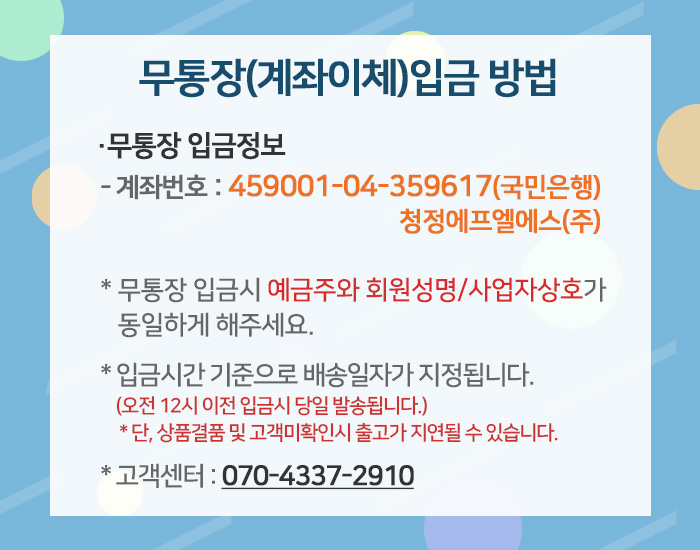 무통장(계좌이체)입금 방법
·무통장 입금정보
- 계좌번호 : 459001-04-359617(국민은행)
청정에프엘에스(주)
* 무통장 입금시 예금주와 회원성명/사업자상호가
동일하게 해주세요.
* 입금시간 기준으로 배송일자가 지정됩니다.
(오전 12시 이전 입금시 당일 발송됩니다.)
* 단, 상품결품 및 고객미확인시 출고가 지연될 수 있습니다.
* 고객센터 : 070-4337-2910